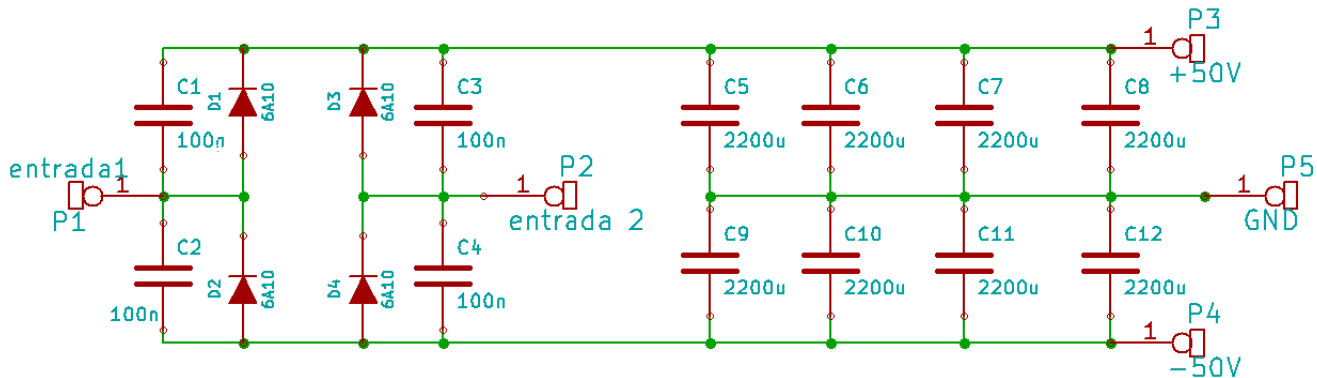 P3
1
+50V
C1
100n
D1
6A10
D3
6A10
C3
100n
C5
2200u
C6
2200u
C7
2200u
C8
2200u
entrada1
1
P1
P2
1
entrada 2
P5
1
GND
C2
100n
D2
6A10
D4
6A10
C4
100n
C9
2200u
C10
2200u
C11
2200u
C12
2200u
P4
1
-50V